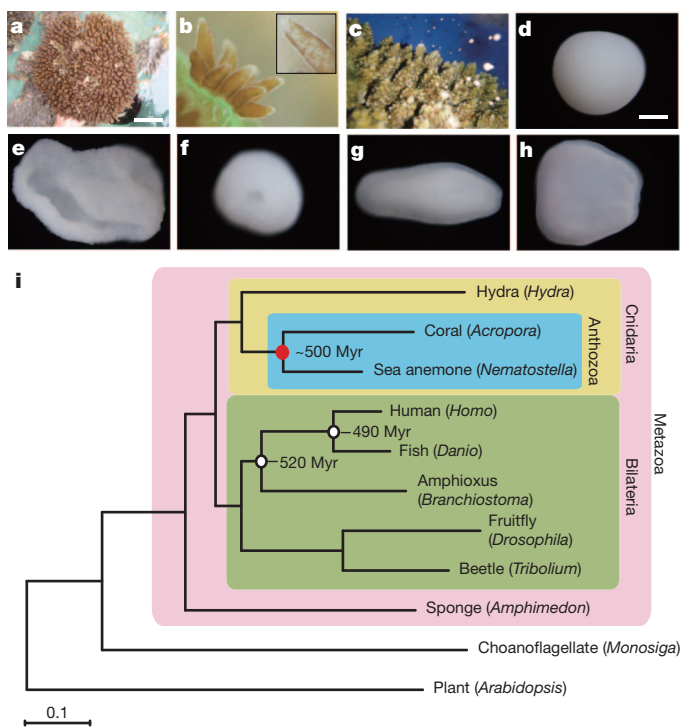 a
b
c
d
e
f
g
h
i
Hydra (Hydra)
Coral (Acropora)
~500 Myr
Sea anemone (Nematostella)
Anthozoa
Cnidaria
Human (Homo)
490 Myr
Fish (Danio)
520 Myr
Amphioxus
(Branchiostoma)
Fruitfly
(Drosophila)
Beetle (Tribolium)
Bilateria
Metazoa
Sponge (Amphimedon)
Choanoflagellate (Monosiga)
Plant (Arabidopsis)
0.1